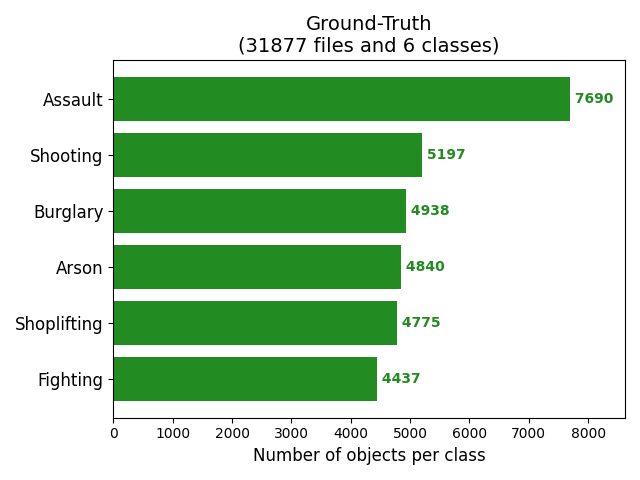 Ground-Truth
(31877 files and 6 classes)
Assault 7690
Shooting 5197
Burglary 4938
Arson 4840
Shoplifting 4775
Fighting 4437
0 1000 2000 3000 4000 5000 6000 7000 8000
Number of objects per class